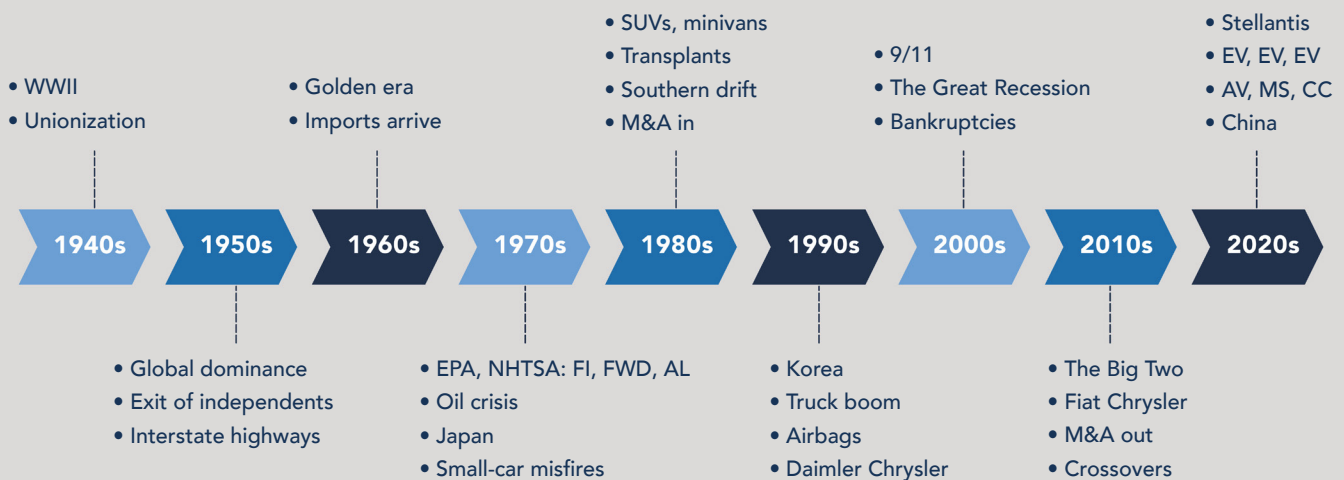 • WWII
• Unionization
• Golden era
• Imports arrive
• SUVs, minivans
• Transplants
• Southern drift
• M&A in
• 9/11
• The Great Recession
• Bankruptcies
• Stellantis
• EV, EV, EV
• AV, MS, CC
• China
1940s
1950s
1960s
1970s
1980s
1990s
2000s
2010s
2020s
• Global dominance
• Exit of independents
• Interstate highways
• EPA, NHTSA: FI, FWD, AL
• Oil crisis
• Japan
• Small-car misfires
• Korea
• Truck boom
• Airbags
• Daimler Chrysler
• The Big Two
• Fiat Chrysler
• M&A out
• Crossovers